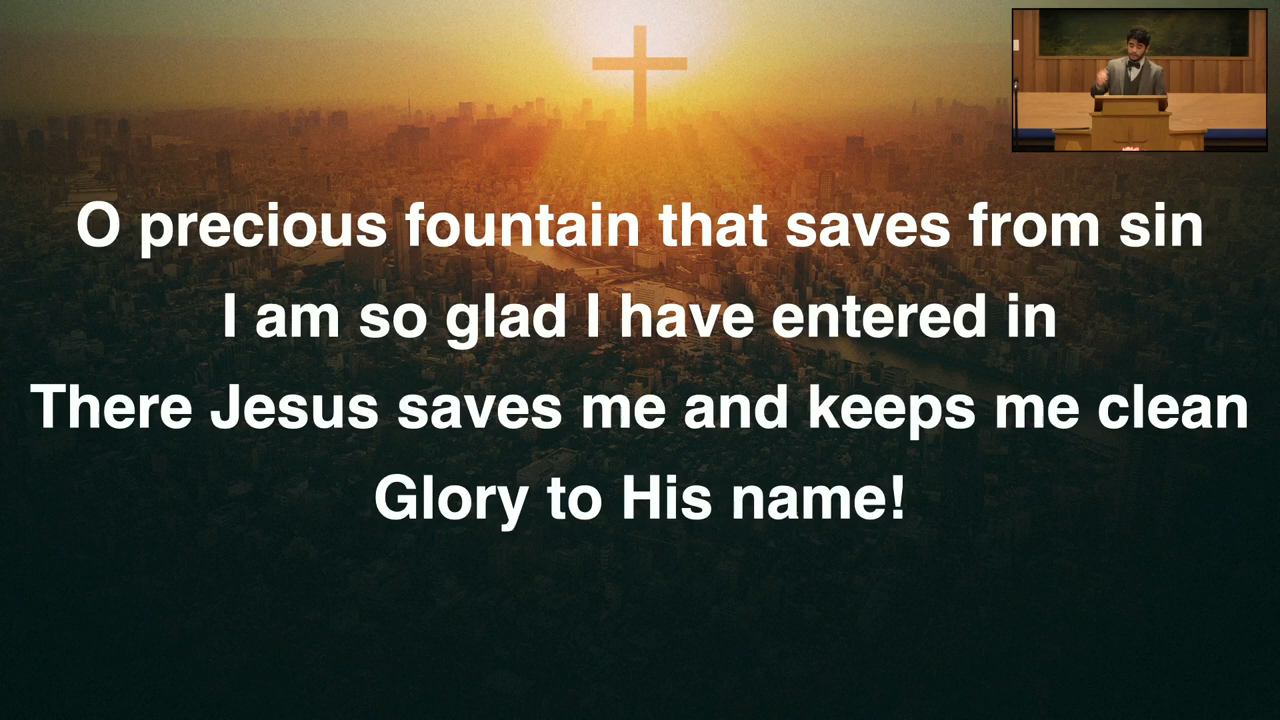 O precious fountain that saves from sin
I am so glad I have entered in
There Jesus saves me and keeps me clean
Glory to His name!